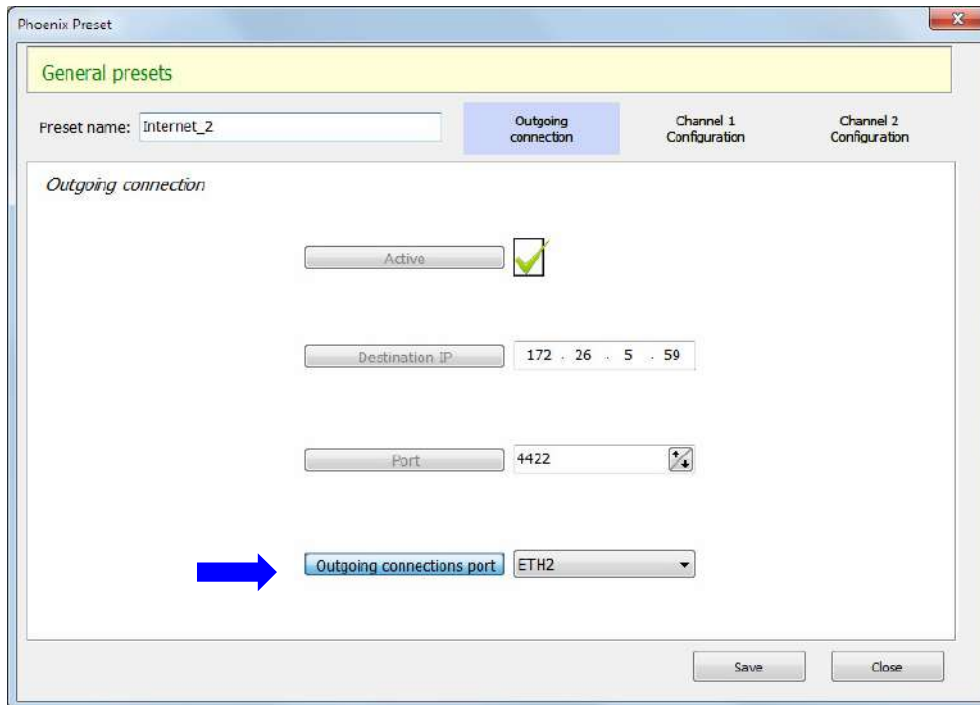 Phoenix Preset
X
General presets
Preset name: Internet_2
Outgoing
connection
Channel 1
Configuration
Channel 2
Configuration
Outgoing connection
Active
Destination IP 172 . 26 . 5 . 59
Port 4422
Outgoing connections port ETH2
Save Close